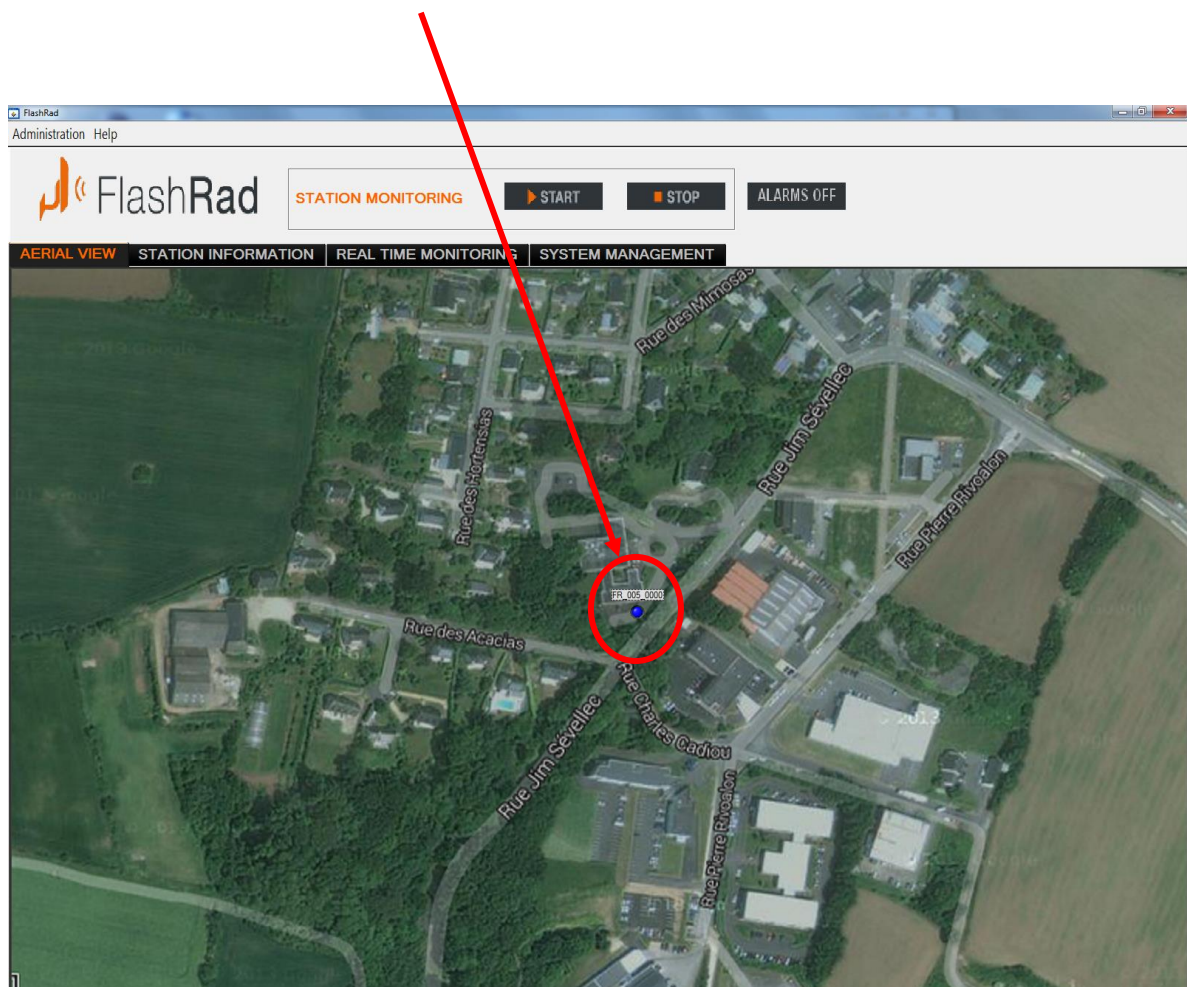 FlashRad
Administration Help
FlashRad
STATION MONITORING
START
STOP
ALARMS OFF
AERIAL VIEW
STATION INFORMATION
REAL TIME MONITORING
SYSTEM MANAGEMENT
Rue des Mimosas
Rue Jim Sévellec
Rue des Hortensias
Rue Pierre Rivoalon
FR_005_0000
Rue des Acacias
Rue Charles Cadiou
Rue Jim Sévellec
© 2013
Rue Pierre Rivoalon